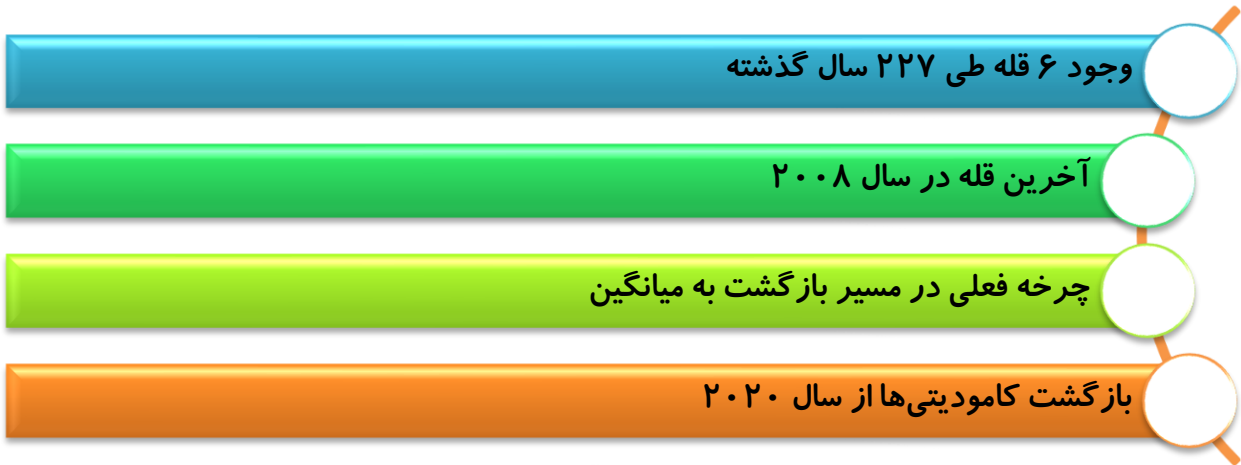 وجود ۶ قله طی ۲۲۷ سال گذشته
آخرین قله در سال ۲۰۰۸
چرخه فعلی در مسیر بازگشت به میانگین
بازگشت کامودیتی‌ها از سال ۲۰۲۰